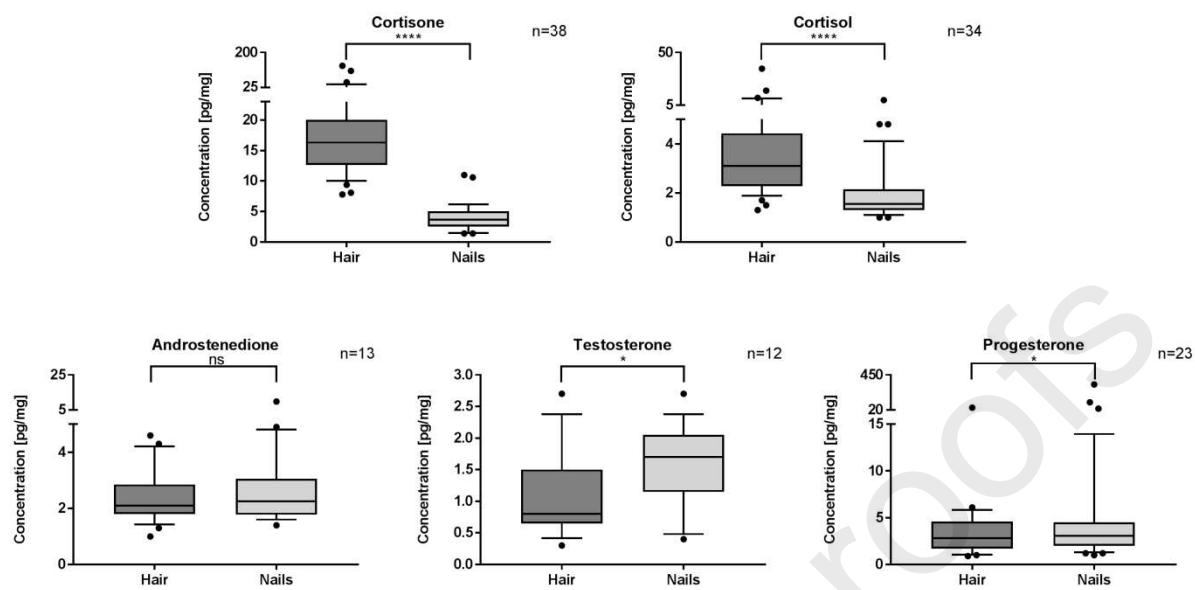 Cortisone
****
n=38
200
25
20
15
10
5
0
Concentration [pg/mg]
Hair Nails
Cortisol
****
n=34
50
5
4
2
0
Concentration [pg/mg]
Hair Nails
Androstenedione
ns
n=13
25
5
4
2
0
Concentration [pg/mg]
Hair Nails
Testosterone
*
n=12
3.0
2.5
2.0
1.5
1.0
0.5
0.0
Concentration [pg/mg]
Hair Nails
Progesterone
*
n=23
450
20
15
10
5
0
Concentration [pg/mg]
Hair Nails
roofs